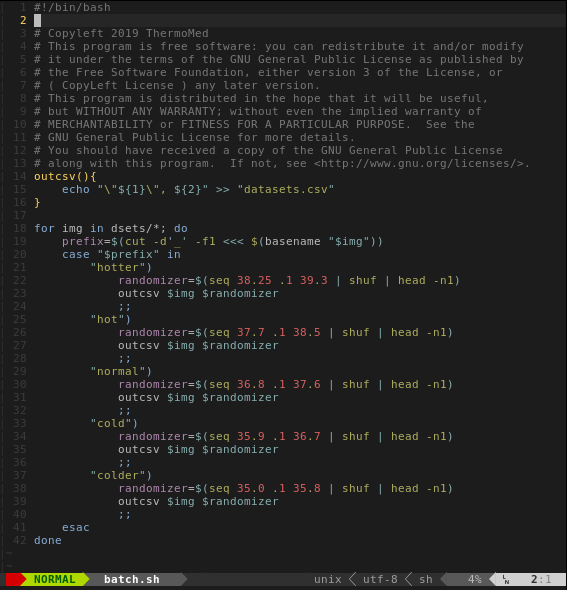 1 #!/bin/bash
2
3 # Copyleft 2019 ThermoMed
4 # This program is free software: you can redistribute it and/or modify
5 # it under the terms of the GNU General Public License as published by
6 # the Free Software Foundation, either version 3 of the License, or
7 # ( CopyLeft License ) any later version.
8 # This program is distributed in the hope that it will be useful,
9 # but WITHOUT ANY WARRANTY; without even the implied warranty of
10 # MERCHANTABILITY or FITNESS FOR A PARTICULAR PURPOSE.  See the
11 # GNU General Public License for more details.
12 # You should have received a copy of the GNU General Public License
13 # along with this program.  If not, see <http://www.gnu.org/licenses/>.
14 outcsv(){
15     echo "\"${1}\", ${2}" >> "datasets.csv"
16 }
17
18 for img in dsets/*; do
19     prefix=$(cut -d'_' -f1 <<< $(basename "$img"))
20     case "$prefix" in
21         "hotter")
22             randomizer=$(seq 38.25 .1 39.3 | shuf | head -n1)
23             outcsv $img $randomizer
24             ;;
25         "hot")
26             randomizer=$(seq 37.7 .1 38.5 | shuf | head -n1)
27             outcsv $img $randomizer
28             ;;
29         "normal")
30             randomizer=$(seq 36.8 .1 37.6 | shuf | head -n1)
31             outcsv $img $randomizer
32             ;;
33         "cold")
34             randomizer=$(seq 35.9 .1 36.7 | shuf | head -n1)
35             outcsv $img $randomizer
36             ;;
37         "colder")
38             randomizer=$(seq 35.0 .1 35.8 | shuf | head -n1)
39             outcsv $img $randomizer
40             ;;
41     esac
42 done
~
~
NORMAL batch.sh unix utf-8 sh 4% LN 2:1